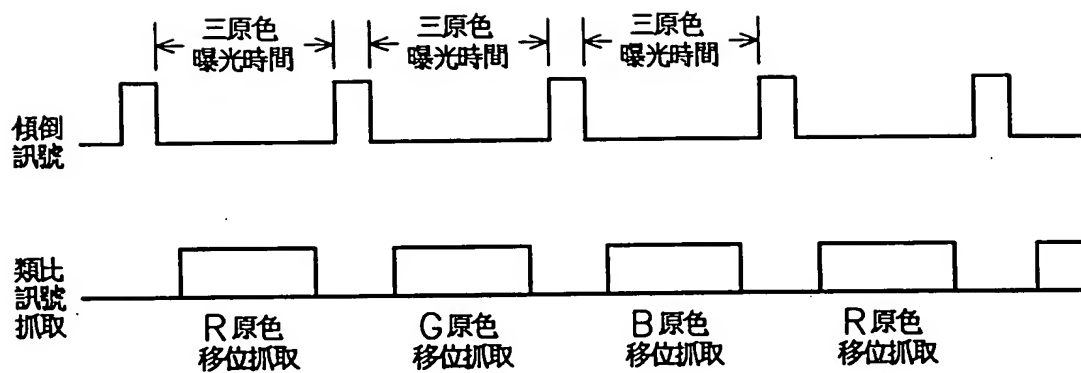 三原色
曝光時間
三原色
曝光時間
三原色
曝光時間
傾倒
訊號
類比
訊號
抓取
R原色
移位抓取
G原色
移位抓取
B原色
移位抓取
R原色
移位抓取